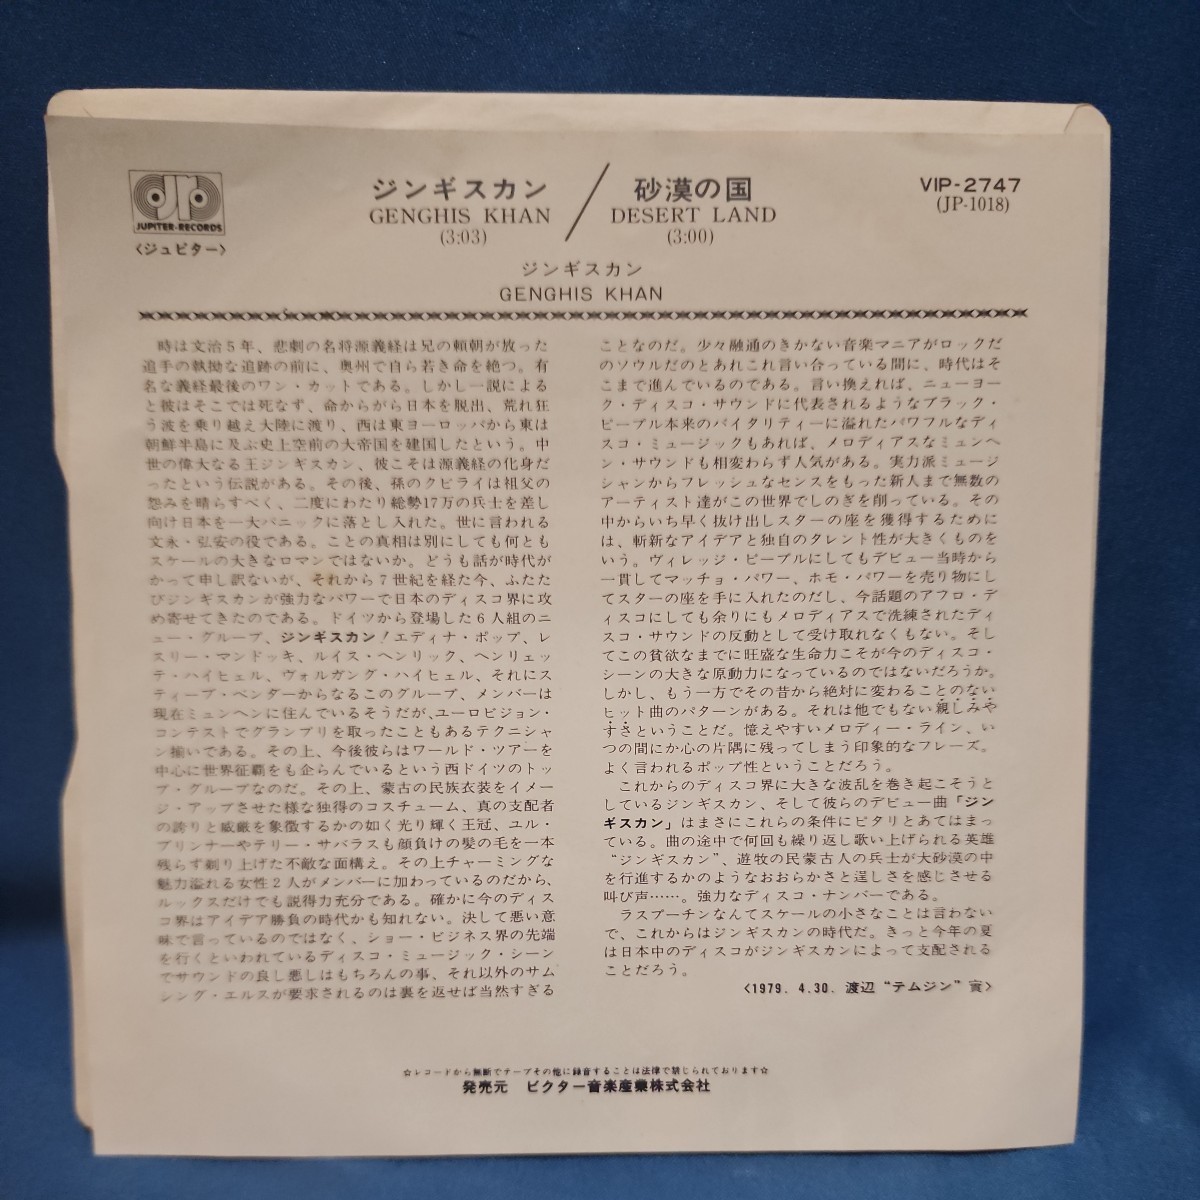 JUPITER-RECORDS
〈ジュピター〉
ジンギスカン/砂漠の国
GENGHIS KHAN DESERT LAND
(3:03) (3:00)
VIP-2747
(JP-1018)
ジンギスカン
GENGHIS KHAN
時は文治5年、悲劇の名将源義経は兄の頼朝が放った
追手の執拗な追跡の前に、奥州で自ら若き命を絶つ。有
名な義経最後のワン・カットである。しかし一説による
と彼はそこでは死なず、命からがら日本を脱出、荒れ狂
う波を乗り越え大陸に渡り、西は東ヨーロッパから東は
朝鮮半島に及ぶ史上空前の大帝国を建国したという。中
世の偉大なる王ジンギスカン、彼こそは源義経の化身だ
ったという伝説がある。その後、孫のクビライは祖父の
怨みを晴らすべく、二度にわたり総勢17万の兵士を差し
向け日本を一大パニックに落とし入れた。世に言われる
文永・弘安の役である。ことの真相は別にしても何とも
スケールの大きなロマンではないか。どうも話が時代が
かって申し訳ないが、それから7世紀を経た今、ふたた
びジンギスカンが強力なパワーで日本のディスコ界に攻
め寄せてきたのである。ドイツから登場した6人組のニ
ュー・グループ、ジンギスカン!エディナ・ポップ、レ
スリー・マンドッキ、ルイス・ヘンリック、ヘンリェッ
テ・ハイヒェル、ヴォルガング・ハイヒェル、それにス
ティーブ・ベンダーからなるこのグループ、メンバーは
現在ミュンヘンに住んでいるそうだが、ユーロビジョン・
コンテストでグランプリを取ったこともあるテクニシャ
ン揃いである。その上、今後彼らはワールド・ツアーを
中心に世界征覇をも企らんでいるという西ドイツのトッ
プ・グループなのだ。その上、蒙古の民族衣装をイメー
ジ・アップさせた様な独得のコスチューム、真の支配者
の誇りと威厳を象徴するかの如く光り輝く王冠、ユル・
ブリンナーやテリー・サバラスも顔負けの髪の毛を一本
残らず剃り上げた不敵な面構え。その上チャーミングな
魅力溢れる女性2人がメンバーに加わっているのだから、
ルックスだけでも説得力充分である。確かに今のディス
コ界はアイデア勝負の時代かも知れない。決して悪い意
味で言っているのではなく、ショー・ビジネス界の先端
を行くといわれているディスコ・ミュージック・シーン
でサウンドの良し悪しはもちろんの事、それ以外のサム
シング・エルスが要求されるのは裏を返せば当然すぎる
ことなのだ。少々融通のきかない音楽マニアがロックだ
のソウルだのとあれこれ言い合っている間に、時代はそ
こまで進んでいるのである。言い換えれば、ニューヨー
ク・ディスコ・サウンドに代表されるようなブラック・
ピープル本来のバイタリティーに溢れたパワフルなディ
スコ・ミュージックもあれば、メロディアスなミュンヘ
ン・サウンドも相変わらず人気がある。実力派ミュージ
シャンからフレッシュなセンスをもった新人まで無数の
アーティスト達がこの世界でしのぎを削っている。その
中からいち早く抜け出しスターの座を獲得するために
は、斬新なアイデアと独自のタレント性が大きくものを
いう。ヴィレッジ・ピープルにしてもデビュー当時から
一貫してマッチョ・パワー、ホモ・パワーを売り物にし
てスターの座を手に入れたのだし、今話題のアフロ・デ
ィスコにしても余りにもメロディアスで洗練されたディ
スコ・サウンドの反動として受け取れなくもない。そし
てこの貧欲なまでに旺盛な生命力こそが今のディスコ・
シーンの大きな原動力になっているのではないだろうか。
しかし、もう一方でその昔から絶対に変わることのない
ヒット曲のパターンがある。それは他でもない親しみや
すさということだ。憶えやすいメロディー・ライン、い
つの間にか心の片隅に残ってしまう印象的なフレーズ。
よく言われるポップ性ということだろう。
これからのディスコ界に大きな波乱を巻き起こそうと
しているジンギスカン、そして彼らのデビュー曲「ジン
ギスカン」はまさにこれらの条件にピタリとあてはまっ
ている。曲の途中で何回も繰り返し歌い上げられる英雄
“ジンギスカン”、遊牧の民蒙古人の兵士が大砂漠の中
を行進するかのようなおおらかさと逞しさを感じさせる
叫び声……。強力なディスコ・ナンバーである。
ラスプーチンなんてスケールの小さなことは言わない
で、これからはジンギスカンの時代だ。きっと今年の夏
は日本中のディスコがジンギスカンによって支配される
ことだろう。
〈1979. 4.30. 渡辺“テムジン”寅〉
☆レコードから無断でテープその他に録音することは法律で禁じられております☆
発売元 ビクター音楽産業株式会社